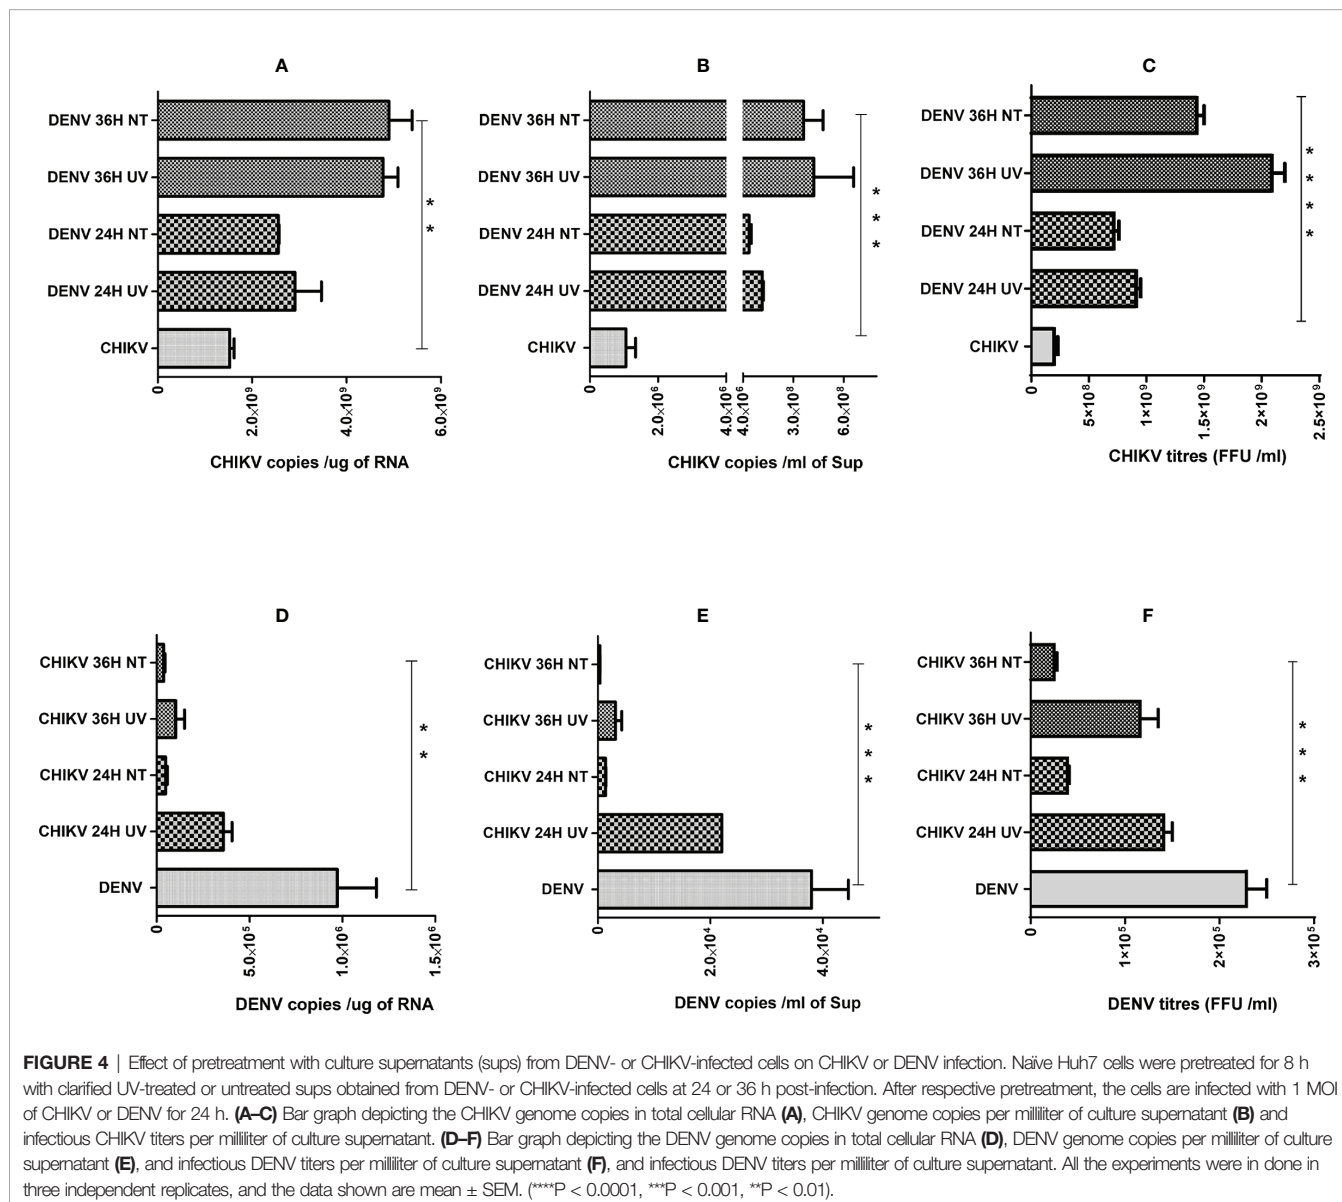 A
DENV 36H NT
DENV 36H UV
DENV 24H NT
DENV 24H UV
CHIKV
* *
0
2.0×10⁹
4.0×10⁹
6.0×10⁹
CHIKV copies /ug of RNA
B
DENV 36H NT
DENV 36H UV
DENV 24H NT
DENV 24H UV
CHIKV
* * *
0
2.0×10⁶
4.0×10⁶
4.0×10⁶
3.0×10⁸
6.0×10⁸
CHIKV copies /ml of Sup
C
DENV 36H NT
DENV 36H UV
DENV 24H NT
DENV 24H UV
CHIKV
* * * *
0
5×10⁸
1×10⁹
1.5×10⁹
2×10⁹
2.5×10⁹
CHIKV titres (FFU /ml)
D
CHIKV 36H NT
CHIKV 36H UV
CHIKV 24H NT
CHIKV 24H UV
DENV
* *
0
5.0×10⁵
1.0×10⁶
1.5×10⁶
DENV copies /ug of RNA
E
CHIKV 36H NT
CHIKV 36H UV
CHIKV 24H NT
CHIKV 24H UV
DENV
* * *
0
2.0×10⁴
4.0×10⁴
DENV copies /ml of Sup
F
CHIKV 36H NT
CHIKV 36H UV
CHIKV 24H NT
CHIKV 24H UV
DENV
* * *
0
1×10⁵
2×10⁵
3×10⁵
DENV titres (FFU /ml)
FIGURE 4 | Effect of pretreatment with culture supernatants (sups) from DENV- or CHIKV-infected cells on CHIKV or DENV infection. Naïve Huh7 cells were pretreated for 8 h
with clarified UV-treated or untreated sups obtained from DENV- or CHIKV-infected cells at 24 or 36 h post-infection. After respective pretreatment, the cells are infected with 1 MOI
of CHIKV or DENV for 24 h. (A–C) Bar graph depicting the CHIKV genome copies in total cellular RNA (A), CHIKV genome copies per milliliter of culture supernatant (B) and
infectious CHIKV titers per milliliter of culture supernatant. (D–F) Bar graph depicting the DENV genome copies in total cellular RNA (D), DENV genome copies per milliliter of culture
supernatant (E), and infectious DENV titers per milliliter of culture supernatant (F), and infectious DENV titers per milliliter of culture supernatant. All the experiments were in done in
three independent replicates, and the data shown are mean ± SEM. (****P < 0.0001, ***P < 0.001, **P < 0.01).